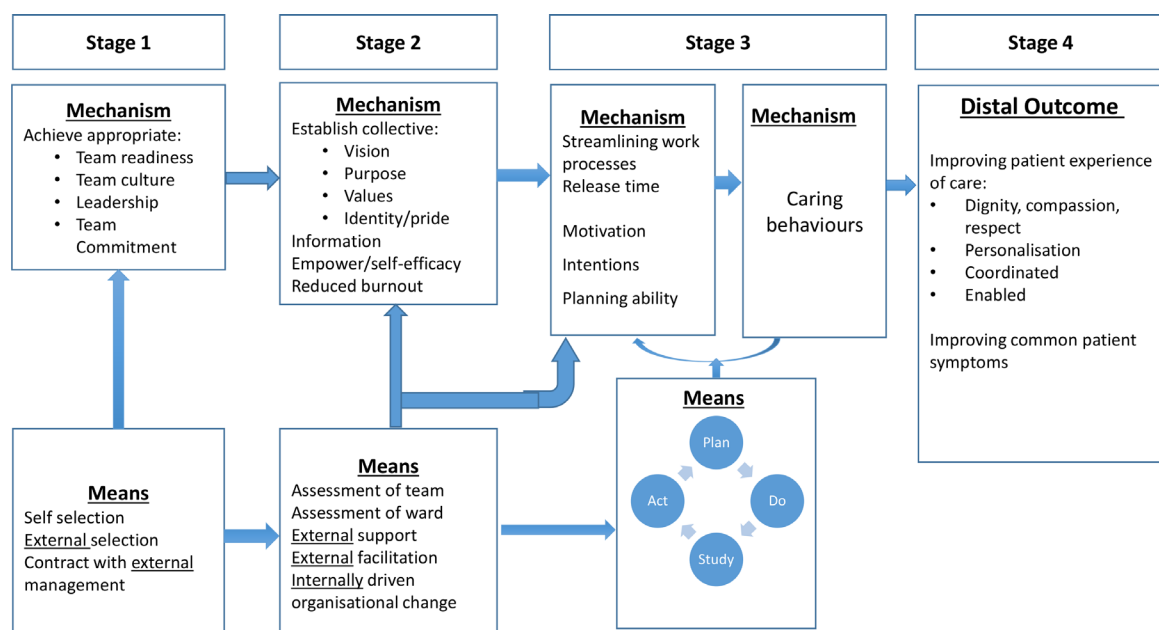 Stage 1
Stage 2
Stage 3
Stage 4
Mechanism
Achieve appropriate:
• Team readiness
• Team culture
• Leadership
• Team
Commitment
Mechanism
Establish collective:
• Vision
• Purpose
• Values
• Identity/pride
Information
Empower/self-efficacy
Reduced burnout
Mechanism
Streamlining work
processes
Release time
Motivation
Intentions
Planning ability
Mechanism
Caring
behaviours
Distal Outcome
Improving patient experience
of care:
• Dignity, compassion,
respect
• Personalisation
• Coordinated
• Enabled
Improving common patient
symptoms
Means
Self selection
External selection
Contract with external
management
Means
Assessment of team
Assessment of ward
External support
External facilitation
Internally driven
organisational change
Means
Plan
Do
Study
Act